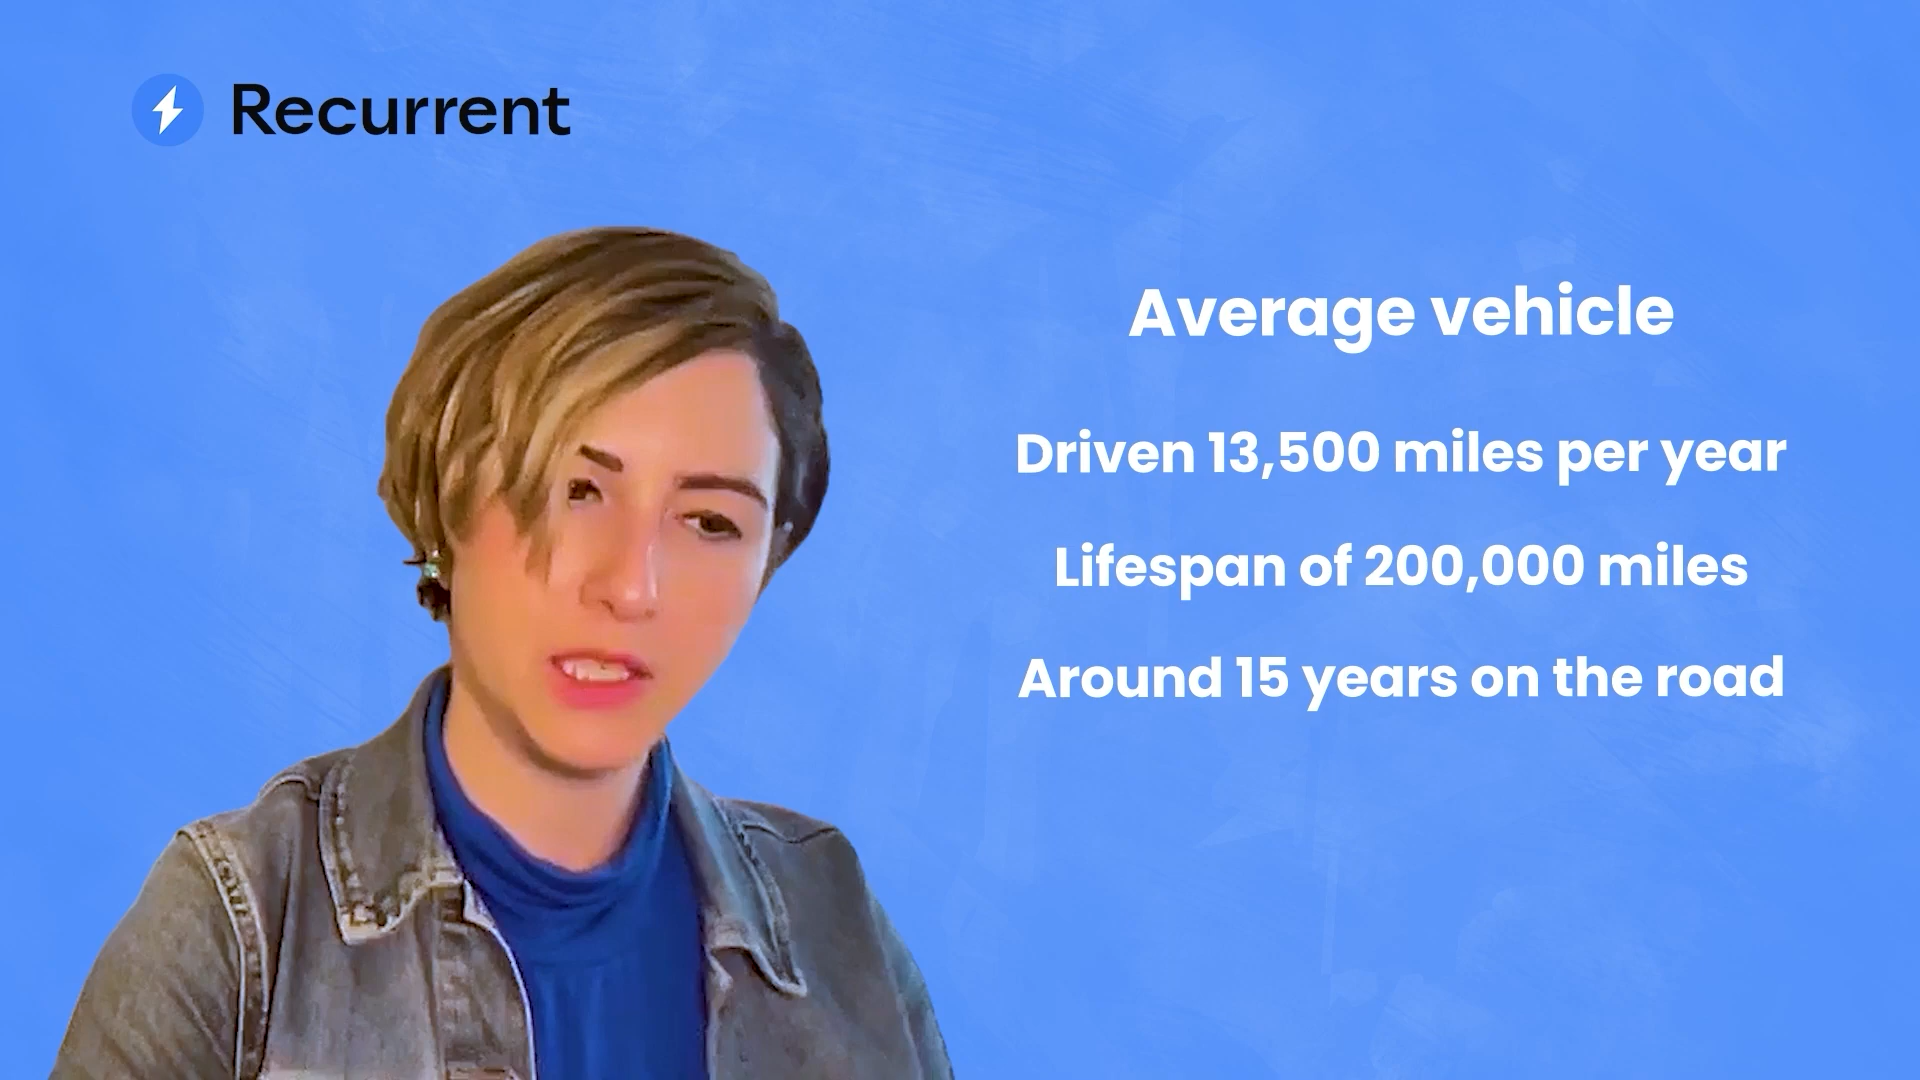 Recurrent
Average vehicle
Driven 13,500 miles per year
Lifespan of 200,000 miles
Around 15 years on the road